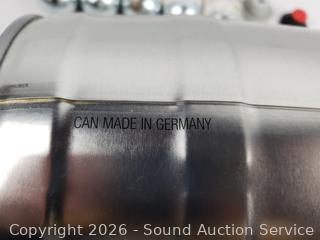 CAN MADE IN GERMANY
Copyright 2026 - Sound Auction Service